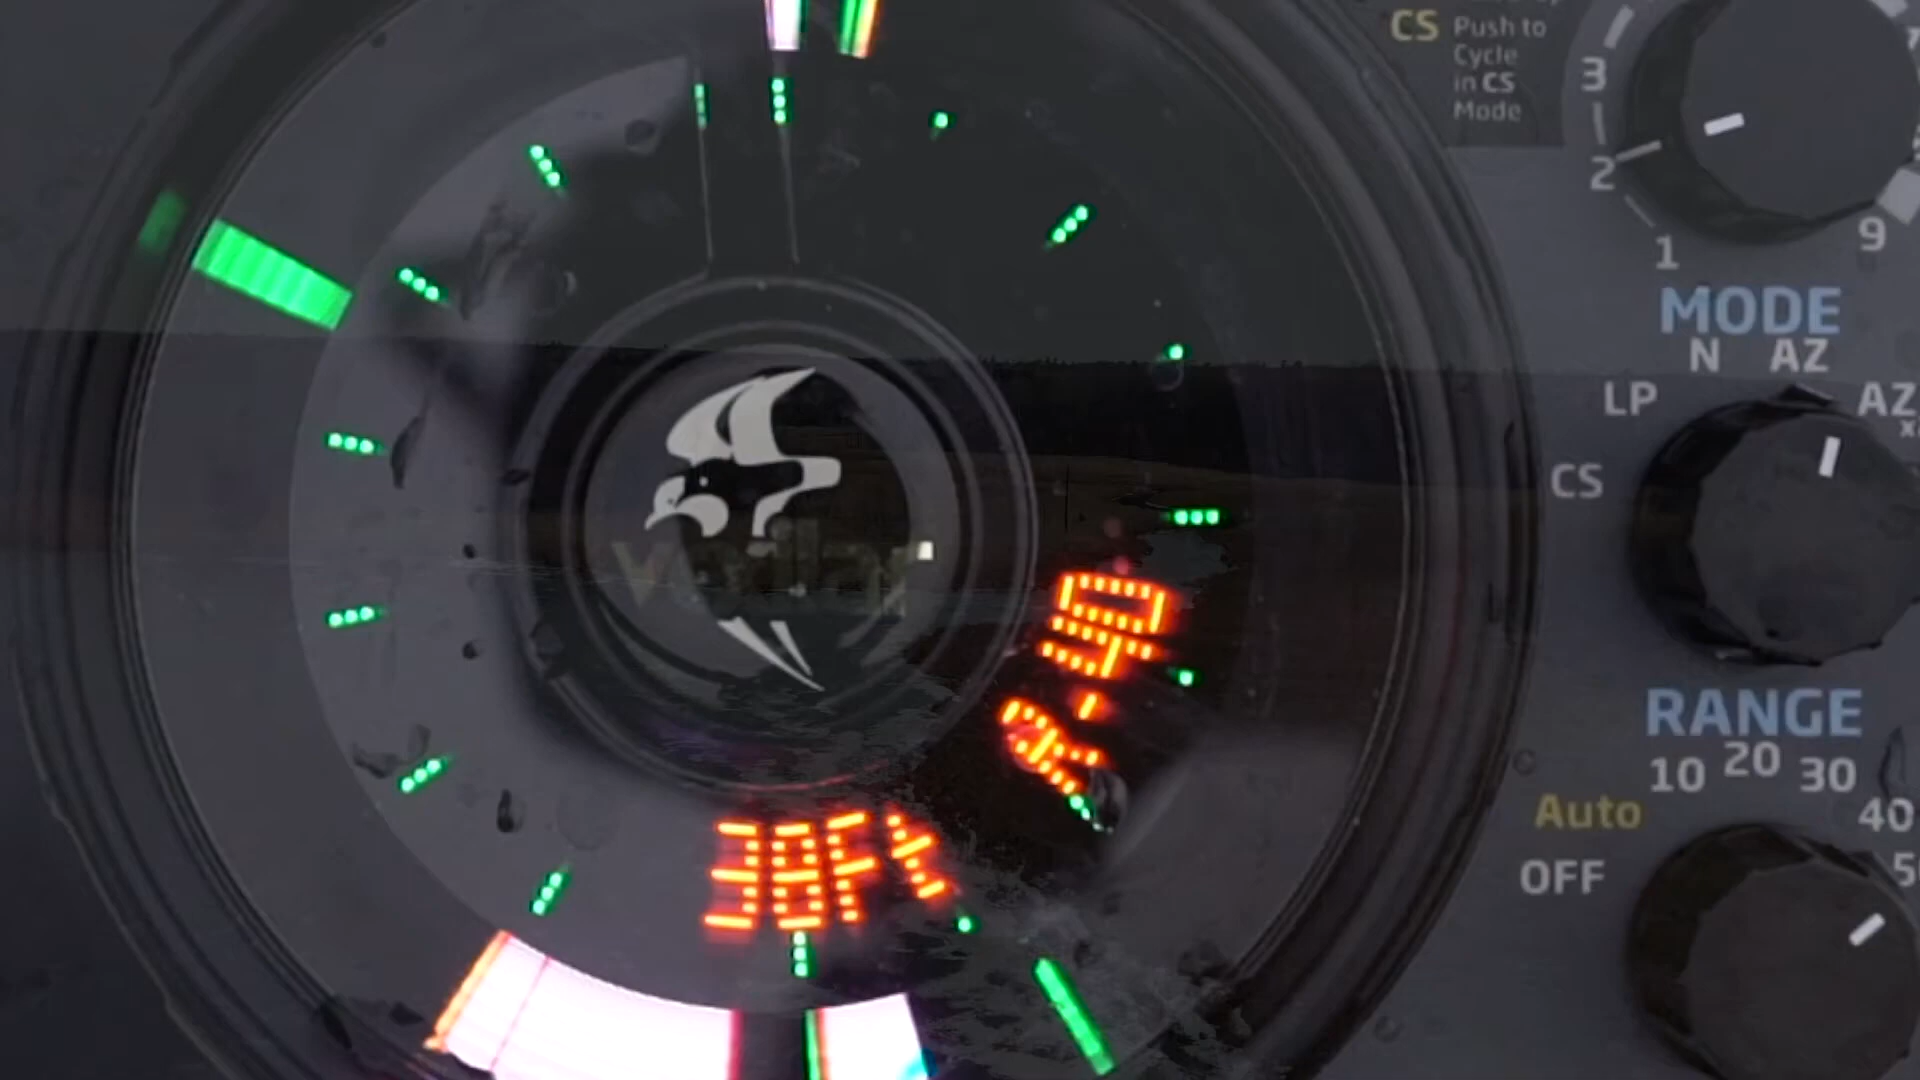 CS Push to
Cycle
in CS
Mode
3
2
1
9
MODE
N AZ
LP AZ
CS
RANGE
10 20 30
Auto 40
OFF
38Ft
Vexilar